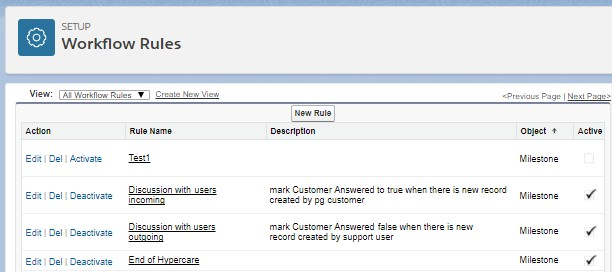 SETUP
Workflow Rules
View: All Workflow Rules ▼ Create New View
<Previous Page | Next Page>
New Rule
Action Rule Name Description Object ↑ Active
Edit | Del | Activate Test1 Milestone
Edit | Del | Deactivate Discussion with users incoming mark Customer Answered to true when there is new record created by pg customer Milestone ✓
Edit | Del | Deactivate Discussion with users outgoing mark Customer Answered false when there is new record created by support user Milestone ✓
Edit | Del | Deactivate End of Hypercare Milestone ✓